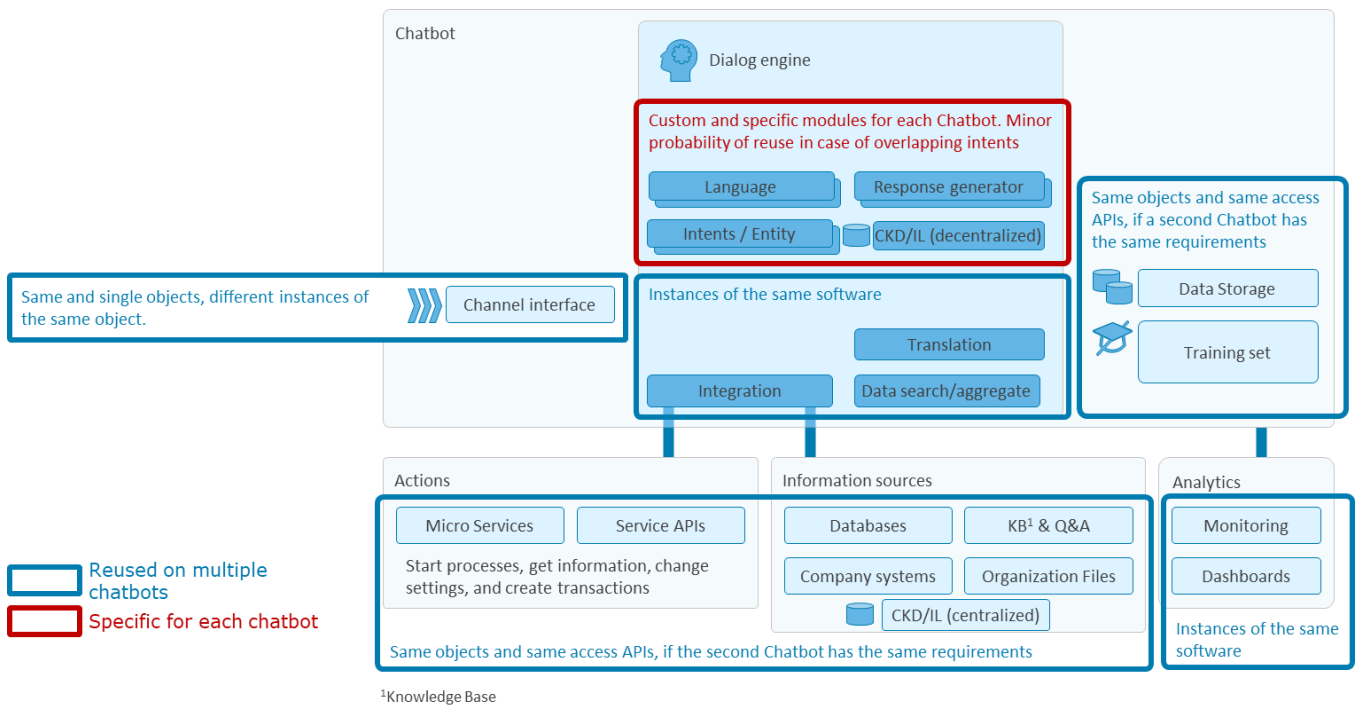 Chatbot
Dialog engine
Custom and specific modules for each Chatbot. Minor
probability of reuse in case of overlapping intents
Language
Response generator
Intents / Entity
CKD/IL (decentralized)
Same objects and same access
APIs, if a second Chatbot has
the same requirements
Data Storage
Training set
Same and single objects, different instances of
the same object.
Channel interface
Instances of the same software
Translation
Integration
Data search/aggregate
Actions
Micro Services
Service APIs
Start processes, get information, change
settings, and create transactions
Information sources
Databases
KB¹ & Q&A
Company systems
Organization Files
CKD/IL (centralized)
Same objects and same access APIs, if the second Chatbot has the same requirements
Analytics
Monitoring
Dashboards
Instances of the same
software
Reused on multiple
chatbots
Specific for each chatbot
¹Knowledge Base